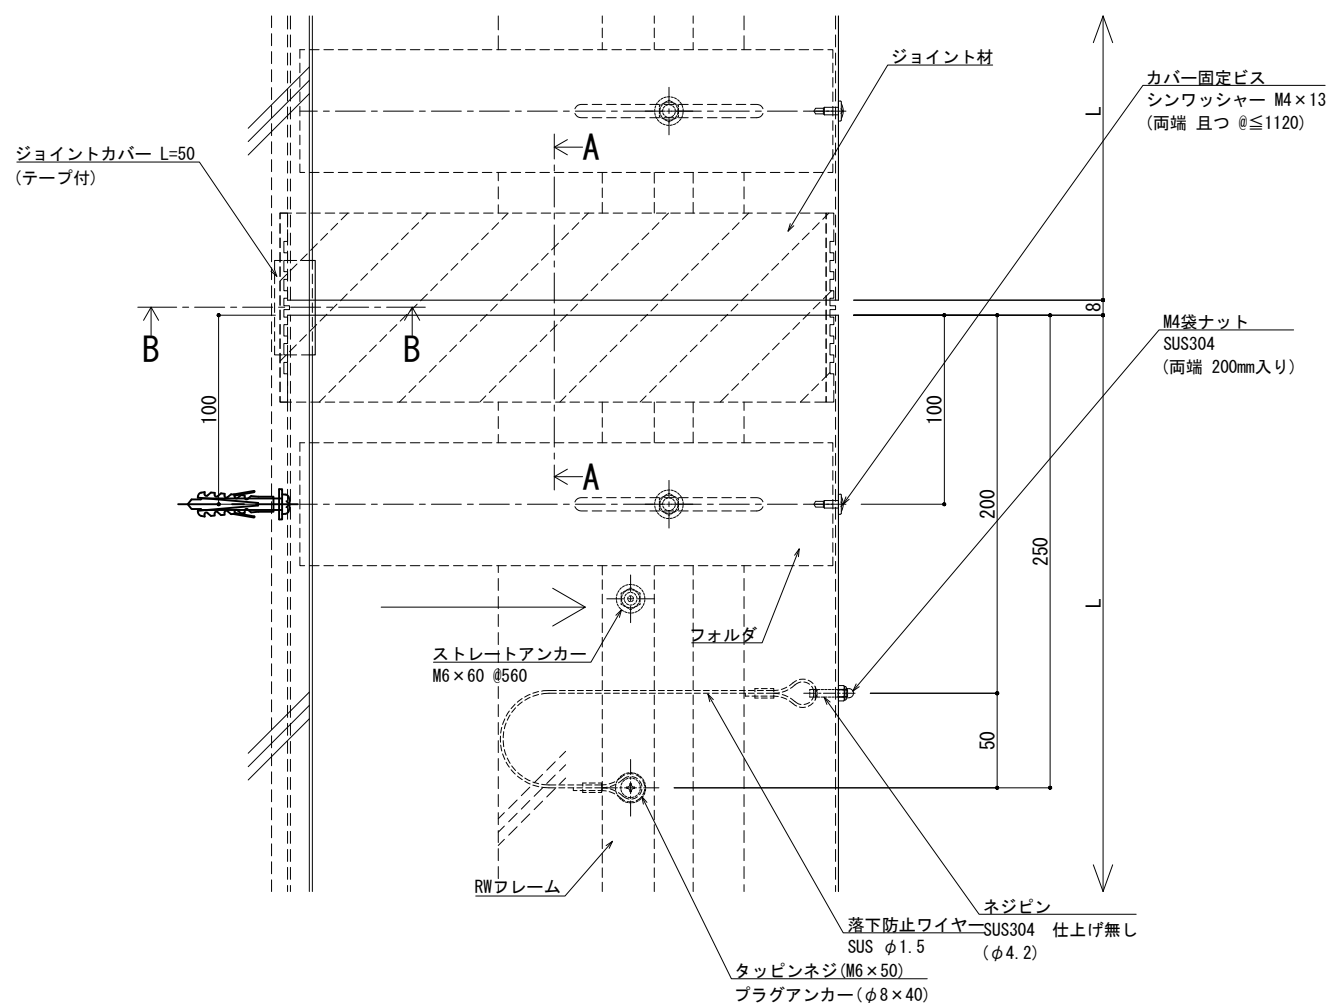 ジョイント材
カバー固定ビス
シンワッシャー M4×13
(両端 且つ @≦1120)
L
A
ジョイントカバー L=50
(テープ付)
8
B
B
M4袋ナット
SUS304
(両端 200mm入り)
100
100
A
200
250
L
フォルダ
ストレートアンカー
M6×60 @560
50
RWフレーム
ネジピン
SUS304 仕上げ無し
(φ4.2)
落下防止ワイヤー
SUS φ1.5
タッピンネジ(M6×50)
プラグアンカー(φ8×40)